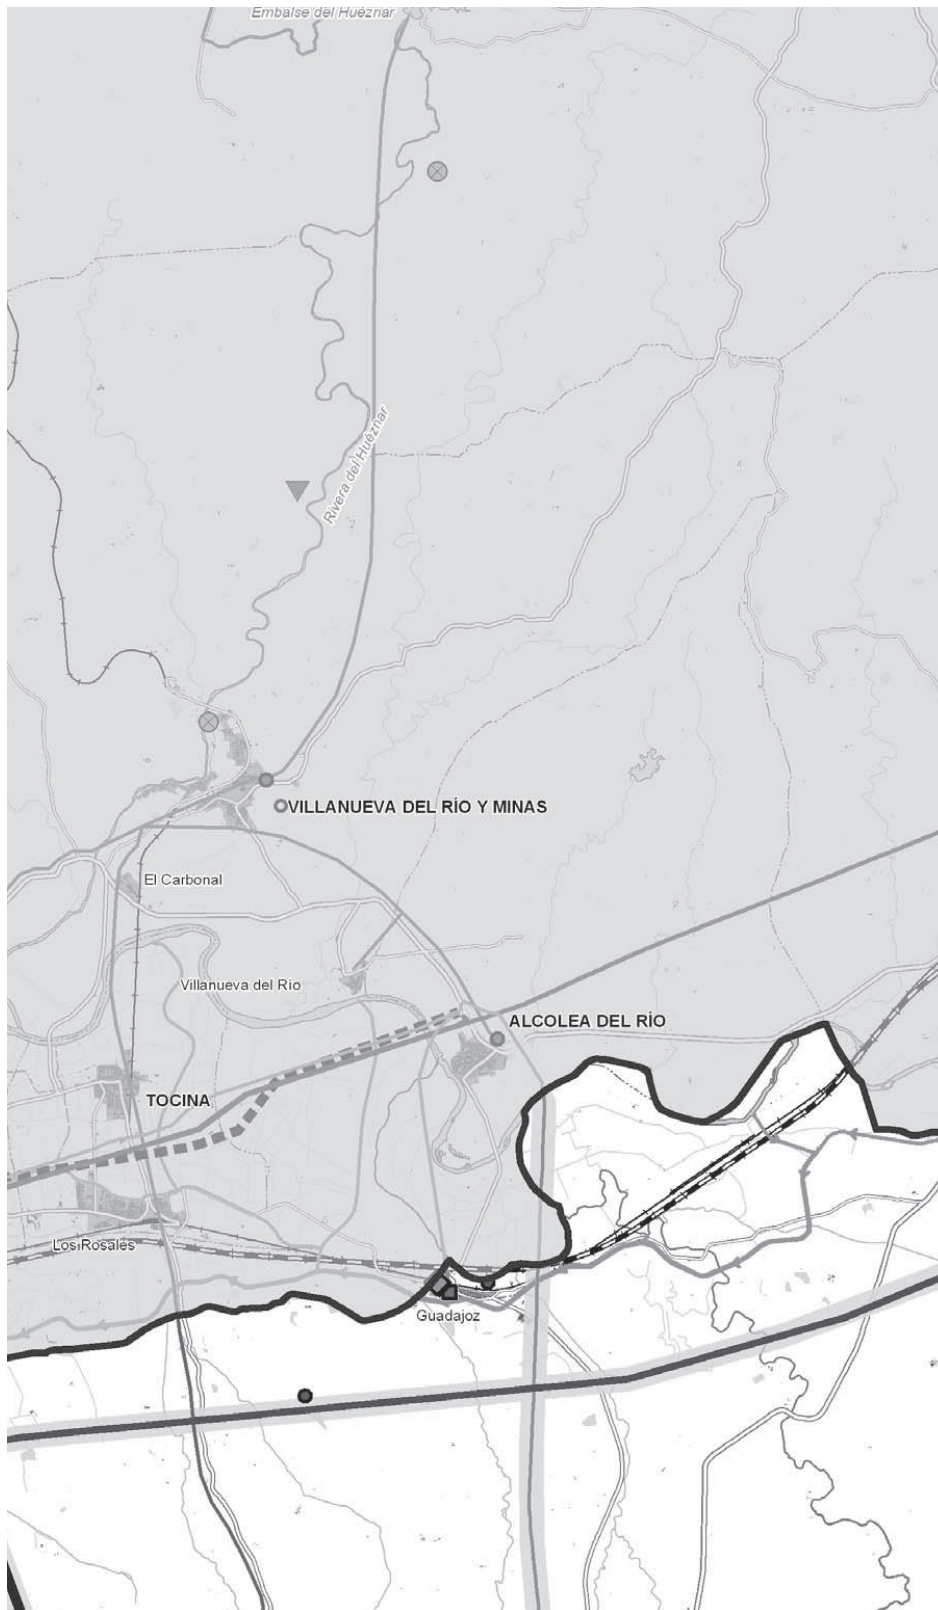 Embalse del Huéznar
Rivera del Huéznar
VILLANUEVA DEL RÍO Y MINAS
El Carbonal
Villanueva del Río
ALCOLEA DEL RÍO
TOCINA
Los Rosales
Guadajoz